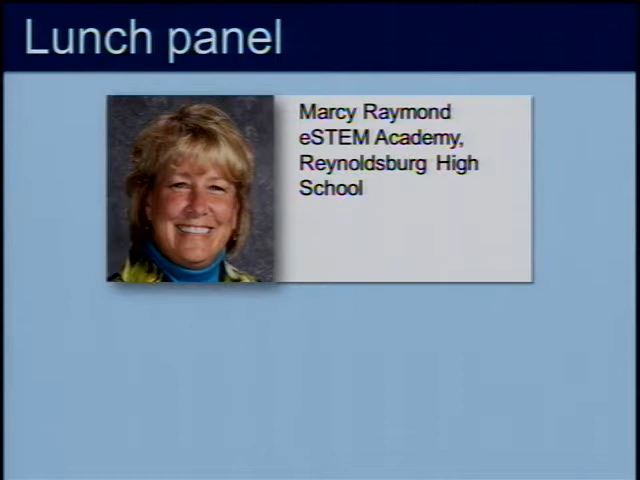 Lunch panel
Marcy Raymond
eSTEM Academy,
Reynoldsburg High
School